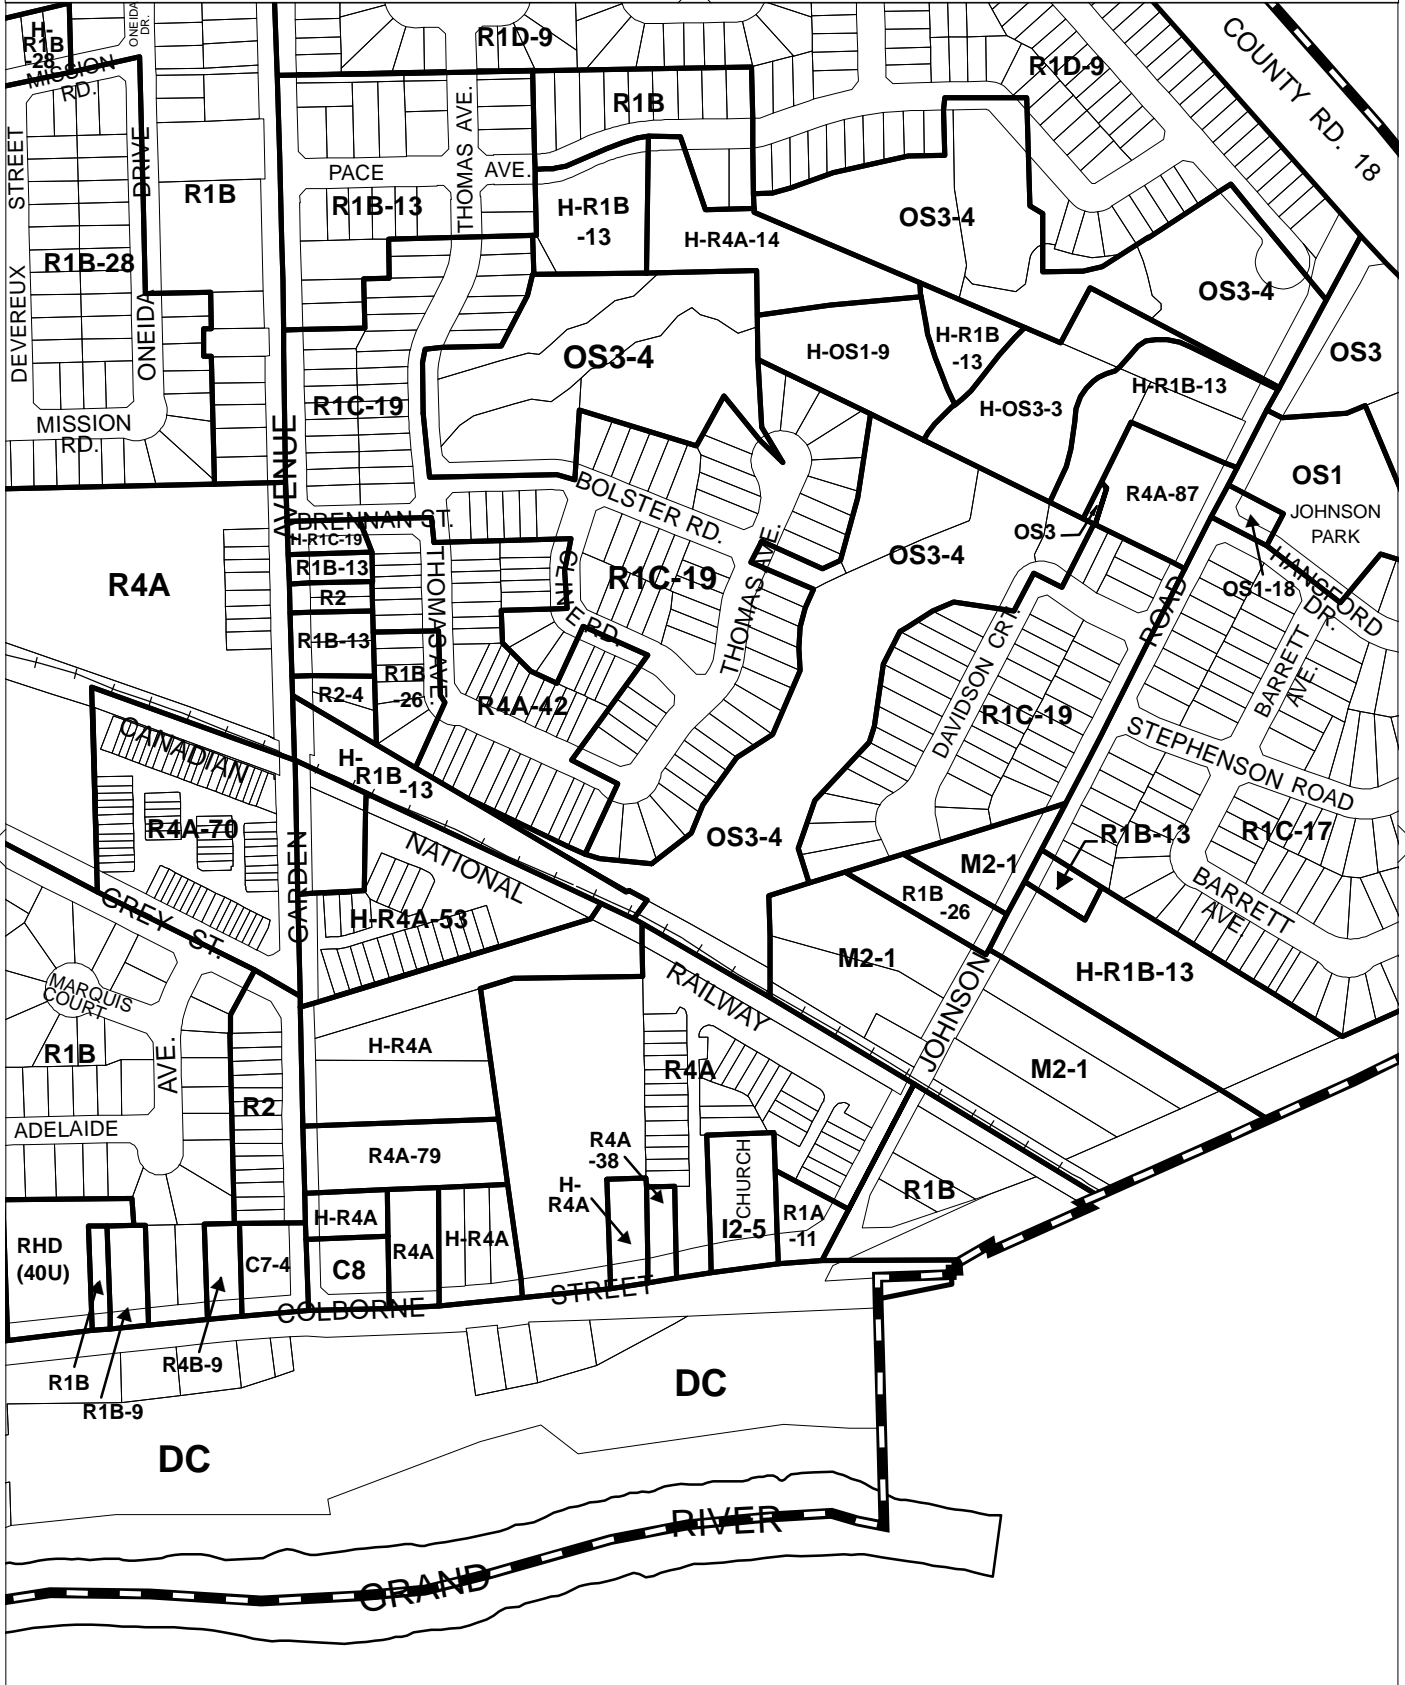 H-
R1B
-28
MISSION
RD.
ONEIDA
DR.
R1D-9
R1D-9
COUNTY RD. 18
R1B
THOMAS AVE.
PACE
AVE.
STREET
DEVEREUX
DRIVE
ONEIDA
R1B
R1B-13
R1B-28
H-R1B
-13
H-R4A-14
OS3-4
OS3-4
OS3-4
H-OS1-9
H-R1B
-13
OS3
H-R1B-13
H-OS3-3
R1C-19
MISSION
RD.
AVENUE
BOLSTER RD.
OS1
JOHNSON
PARK
R4A-87
OS3
BRENNAN ST.
H-R1C-19
R1B-13
R2
R1B-13
R2-4
R4A
THOMAS AVE.
CLINE RD.
R1C-19
THOMAS AVE.
OS3-4
OS1-18
HANSFORD
DR.
ROAD
BARRETT
AVE.
R1B
-26
R4A-42
DAVIDSON CRT.
R1C-19
STEPHENSON ROAD
CANADIAN
H-
R1B
-13
R4A-70
NATIONAL
OS3-4
R1B-13
R1C-17
M2-1
R1B
-26
BARRETT
AVE.
GARDEN
GREY ST.
H-R4A-53
M2-1
H-R1B-13
RAILWAY
JOHNSON
MARQUIS
COURT
R1B
AVE.
H-R4A
R4A
M2-1
R2
ADELAIDE
R4A-79
R4A
-38
H-
R4A
CHURCH
I2-5
R1A
-11
R1B
RHD
(40U)
C7-4
H-R4A
C8
R4A
H-R4A
COLBORNE
STREET
R1B
R1B-9
R4B-9
DC
DC
GRAND
RIVER